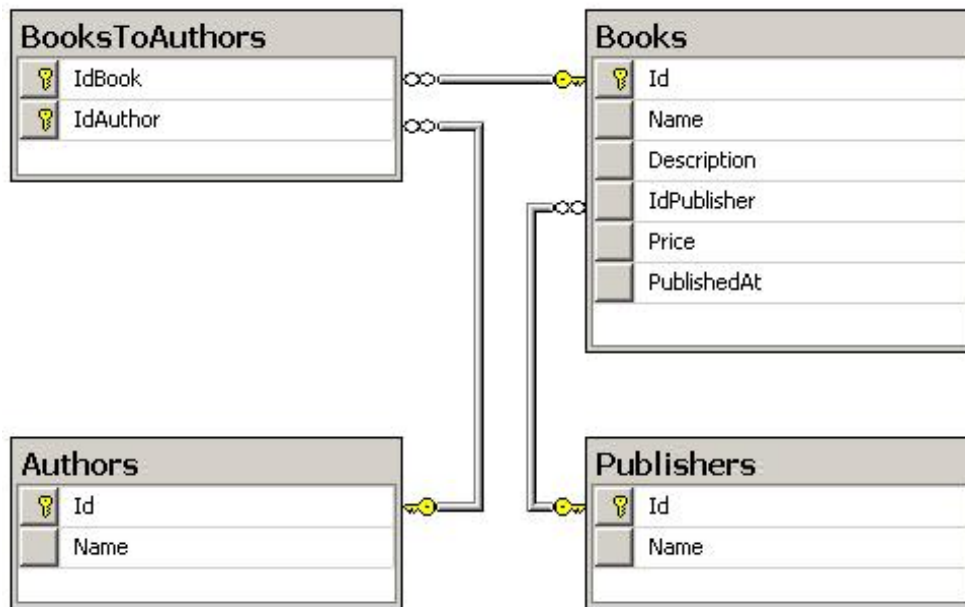 BooksToAuthors
IdBook
IdAuthor
Books
Id
Name
Description
IdPublisher
Price
PublishedAt
Authors
Id
Name
Publishers
Id
Name